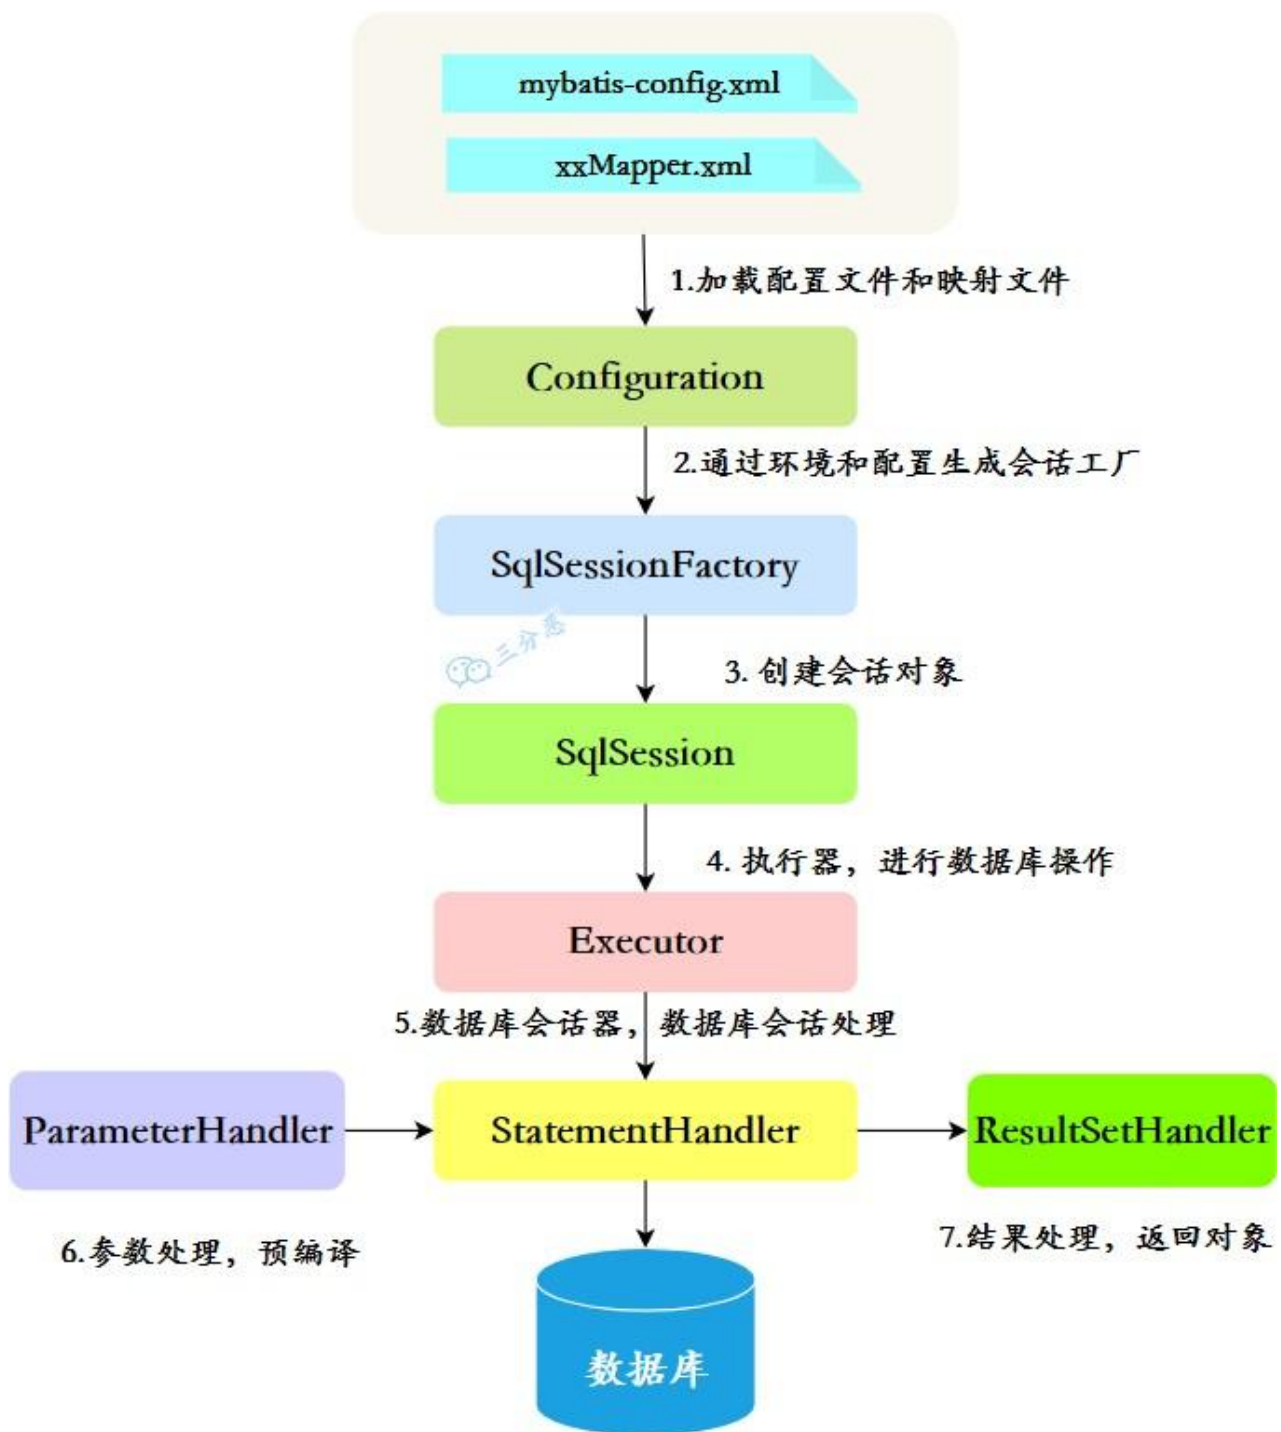 mybatis-config.xml
xxMapper.xml
1.加载配置文件和映射文件
Configuration
2.通过环境和配置生成会话工厂
SqlSessionFactory
三分恶
3. 创建会话对象
SqlSession
4. 执行器，进行数据库操作
Executor
5.数据库会话器，数据库会话处理
ParameterHandler
StatementHandler
ResultSetHandler
6.参数处理，预编译
7.结果处理，返回对象
数据库